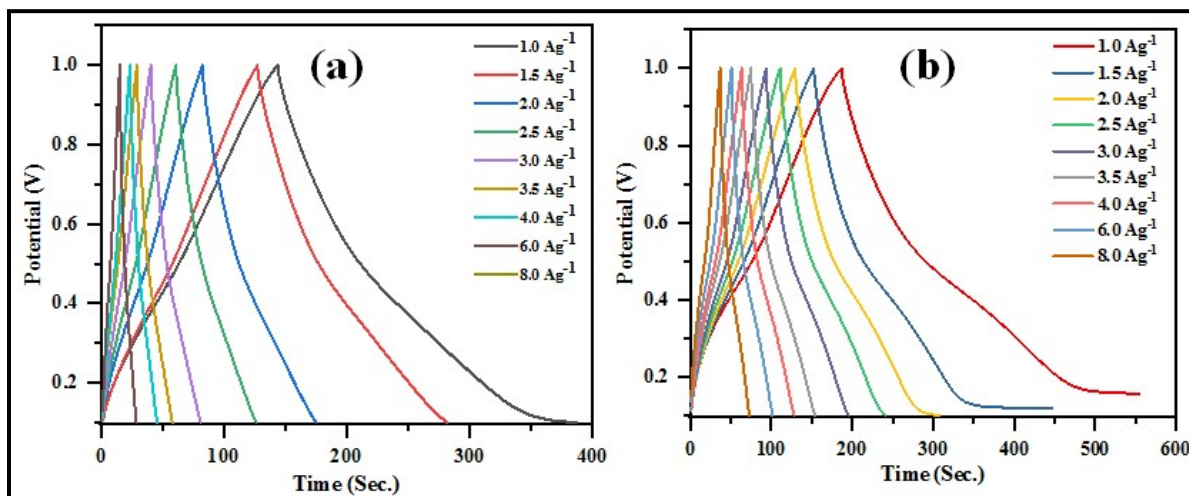 (a)
1.0 Ag⁻¹
1.5 Ag⁻¹
2.0 Ag⁻¹
2.5 Ag⁻¹
3.0 Ag⁻¹
3.5 Ag⁻¹
4.0 Ag⁻¹
6.0 Ag⁻¹
8.0 Ag⁻¹
Potential (V)
1.0
0.8
0.6
0.4
0.2
0 100 200 300 400
Time (Sec.)
(b)
1.0 Ag⁻¹
1.5 Ag⁻¹
2.0 Ag⁻¹
2.5 Ag⁻¹
3.0 Ag⁻¹
3.5 Ag⁻¹
4.0 Ag⁻¹
6.0 Ag⁻¹
8.0 Ag⁻¹
Potential (V)
1.0
0.8
0.6
0.4
0.2
0 100 200 300 400 500 600
Time (Sec.)